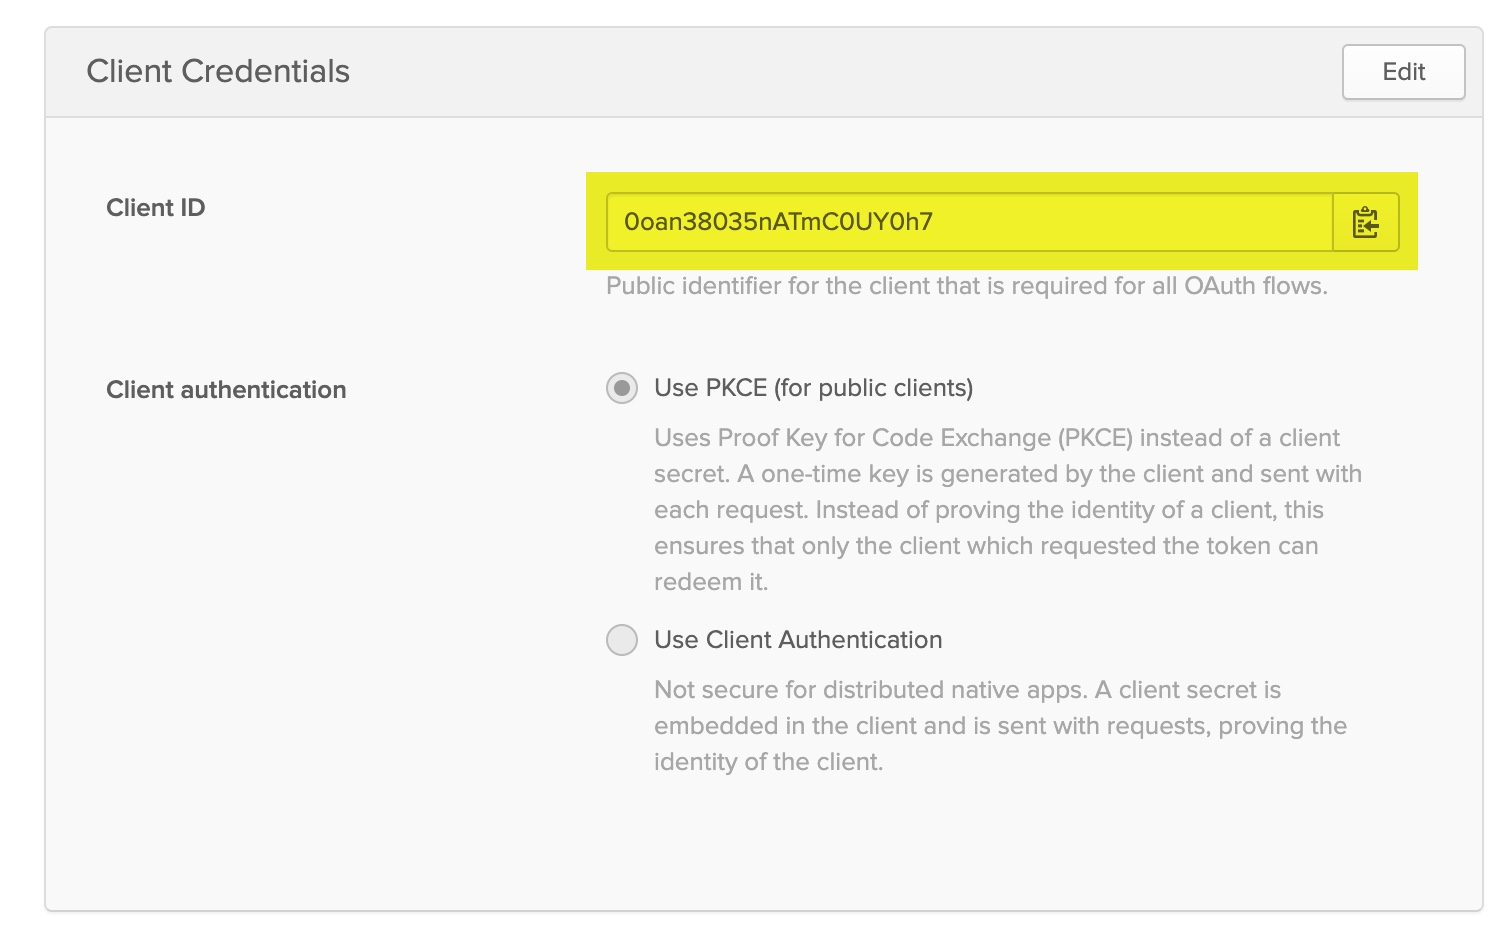 Client Credentials
Edit
Client ID
0oan38035nATmC0UY0h7
Public identifier for the client that is required for all OAuth flows.
Client authentication
Use PKCE (for public clients)
Uses Proof Key for Code Exchange (PKCE) instead of a client
secret. A one-time key is generated by the client and sent with
each request. Instead of proving the identity of a client, this
ensures that only the client which requested the token can
redeem it.
Use Client Authentication
Not secure for distributed native apps. A client secret is
embedded in the client and is sent with requests, proving the
identity of the client.